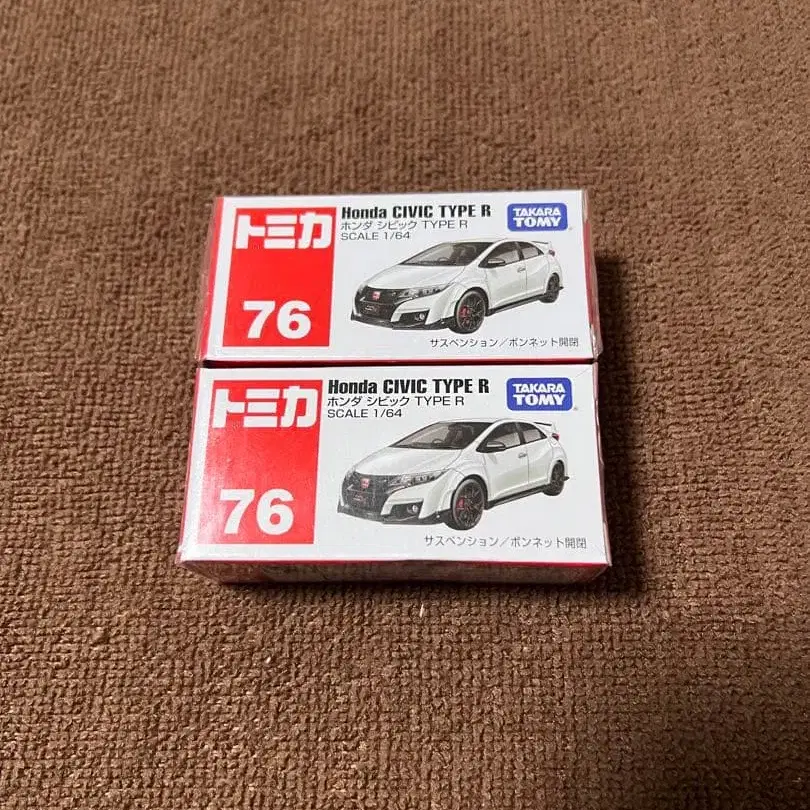 トミカ
76
Honda CIVIC TYPE R
ホンダ シビック TYPE R
SCALE 1/64
TAKARA
TOMY
サスペンション/ボンネット開閉
トミカ
76
Honda CIVIC TYPE R
ホンダ シビック TYPE R
SCALE 1/64
TAKARA
TOMY
サスペンション/ボンネット開閉